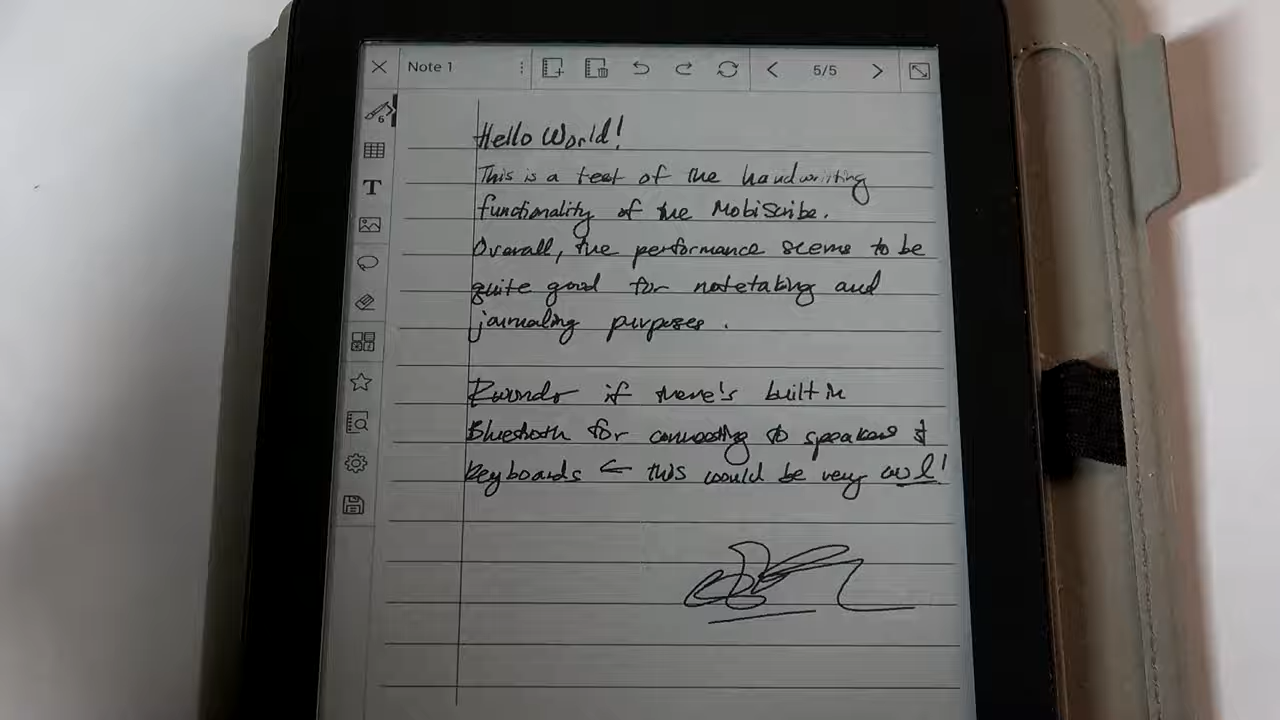 Note 1
5/5
T
Hello World!
This is a test of the handwriting
functionality of the MobiScribe.
Overall, the performance seems to be
quite good for notetaking and
journaling purposes.
if there's built in
Bluetooth for connecting to speakers &
keyboards ← this would be very cool!